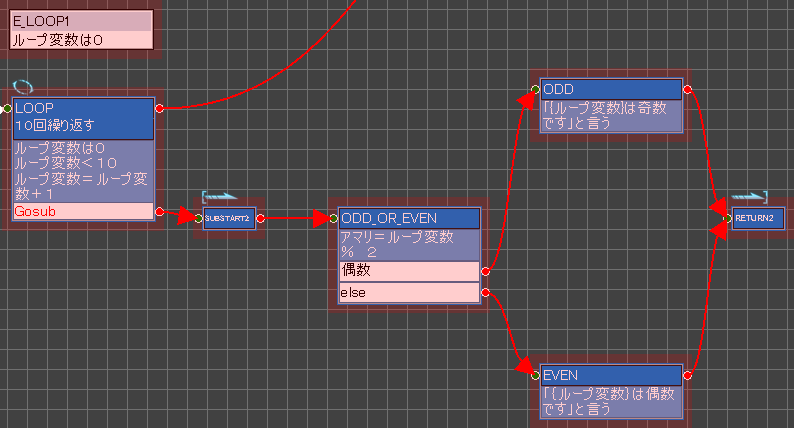 E_LOOP1
ループ変数は0
LOOP
10回繰り返す
ループ変数は0
ループ変数<10
ループ変数=ループ変
数+1
Gosub
SUBSTART2
ODD_OR_EVEN
アマリ=ループ変数
% 2
偶数
else
ODD
「{ループ変数}は奇数
です」と言う
EVEN
「{ループ変数}は偶数
です」と言う
RETURN2